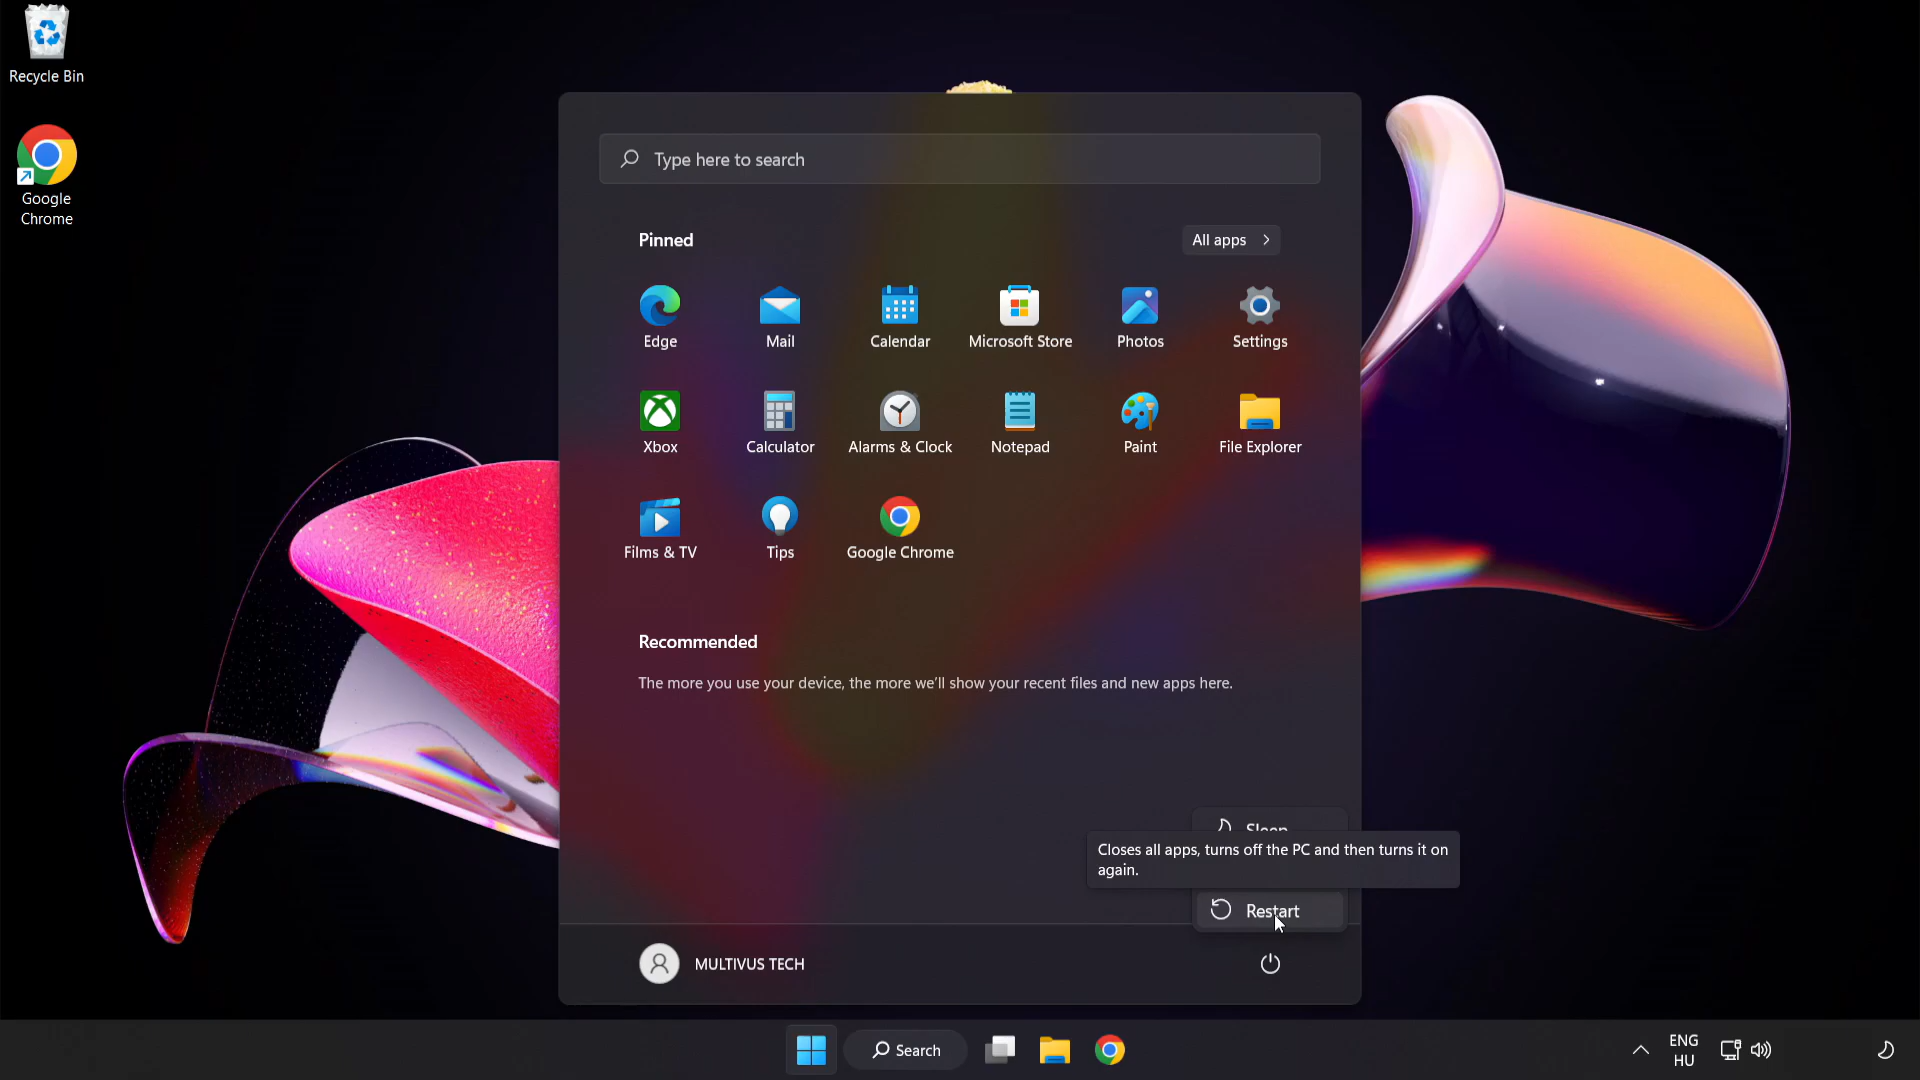 Recycle Bin
Google
Chrome
Type here to search
Pinned
All apps
Edge
Mail
Calendar
Microsoft Store
Photos
Settings
Xbox
Calculator
Alarms & Clock
Notepad
Paint
File Explorer
Films & TV
Tips
Google Chrome
Recommended
The more you use your device, the more we'll show your recent files and new apps here.
Sleep
Closes all apps, turns off the PC and then turns it on
again.
Restart
MULTIVUS TECH
Search
ENG
HU